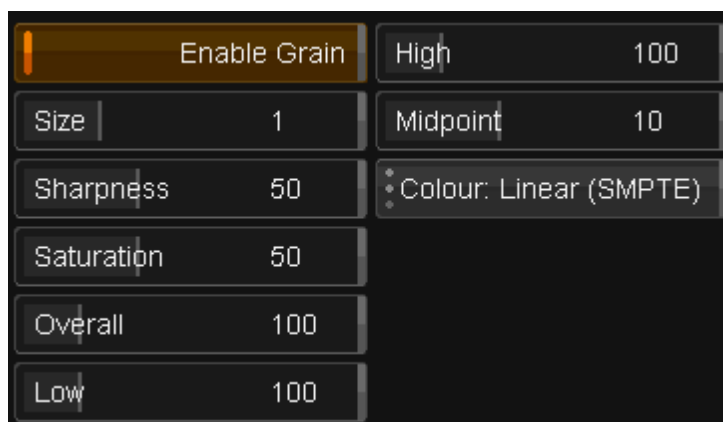 Enable Grain
Size 1
Sharpness 50
Saturation 50
Overall 100
Low 100
High 100
Midpoint 10
Colour: Linear (SMPTE)